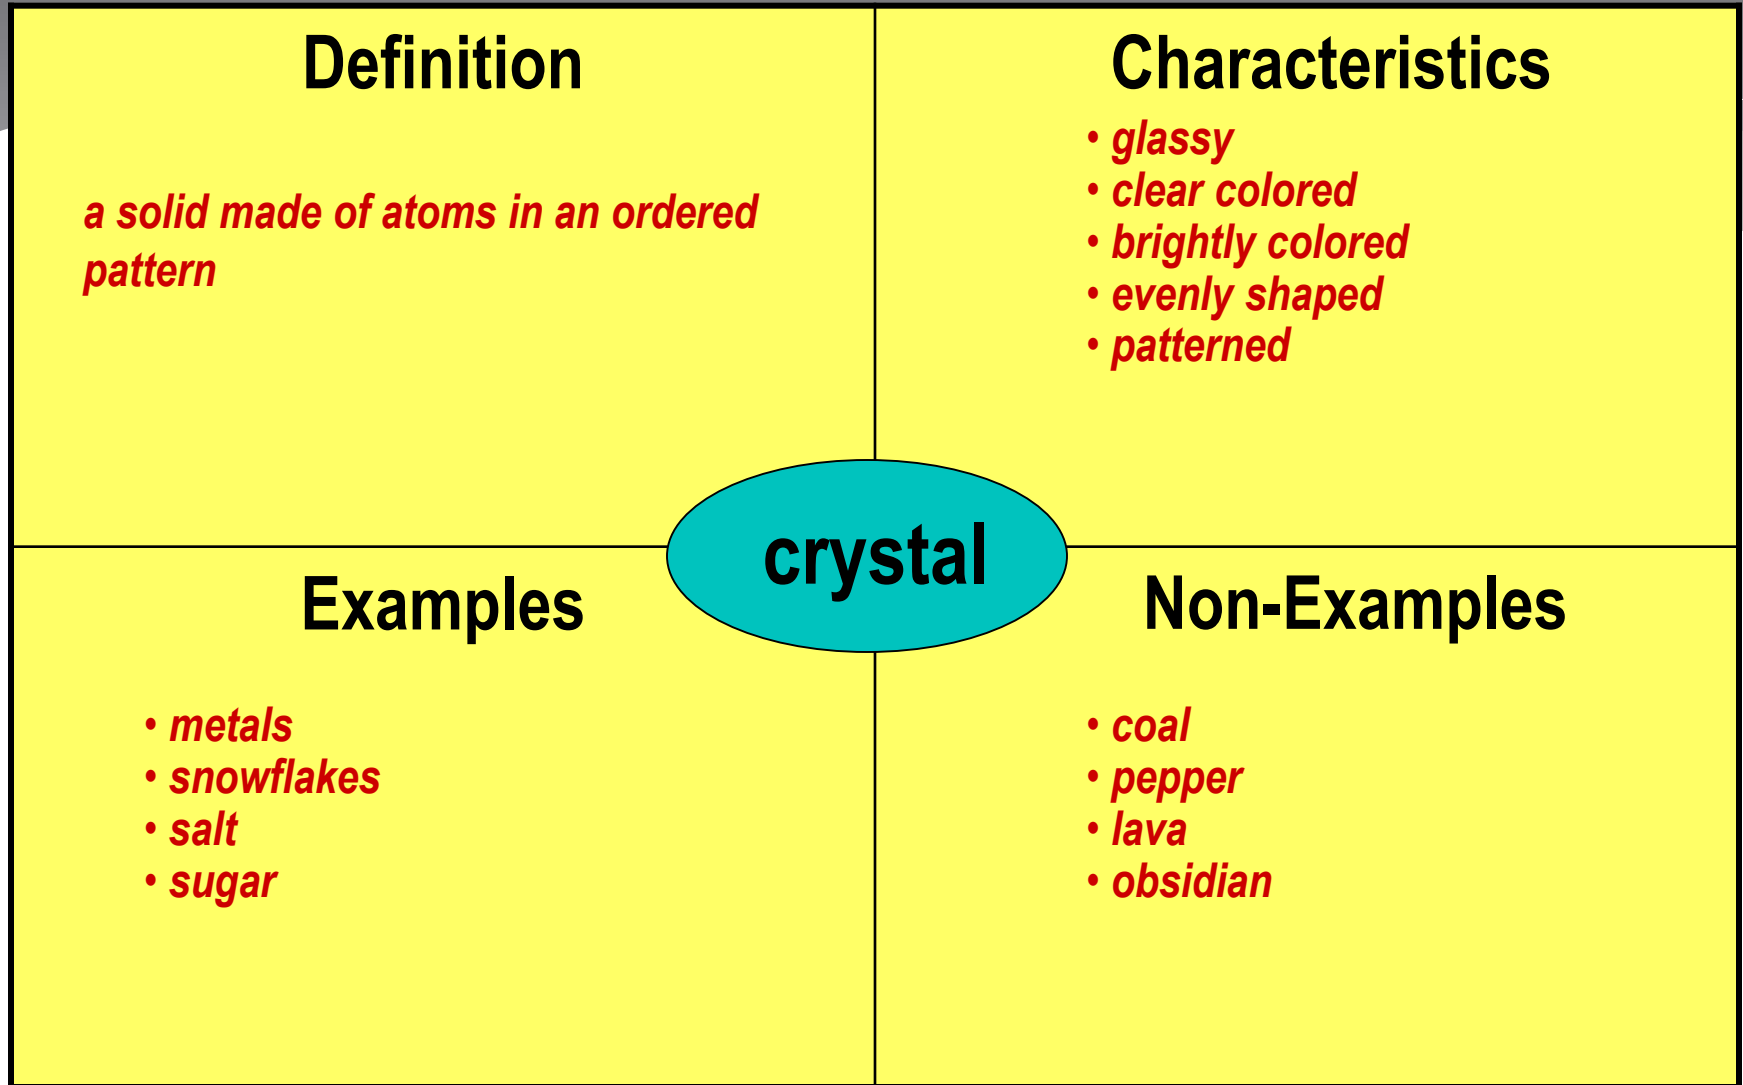 Definition
a solid made of atoms in an ordered
pattern
Characteristics
• glassy
• clear colored
• brightly colored
• evenly shaped
• patterned
crystal
Examples
• metals
• snowflakes
• salt
• sugar
Non-Examples
• coal
• pepper
• lava
• obsidian